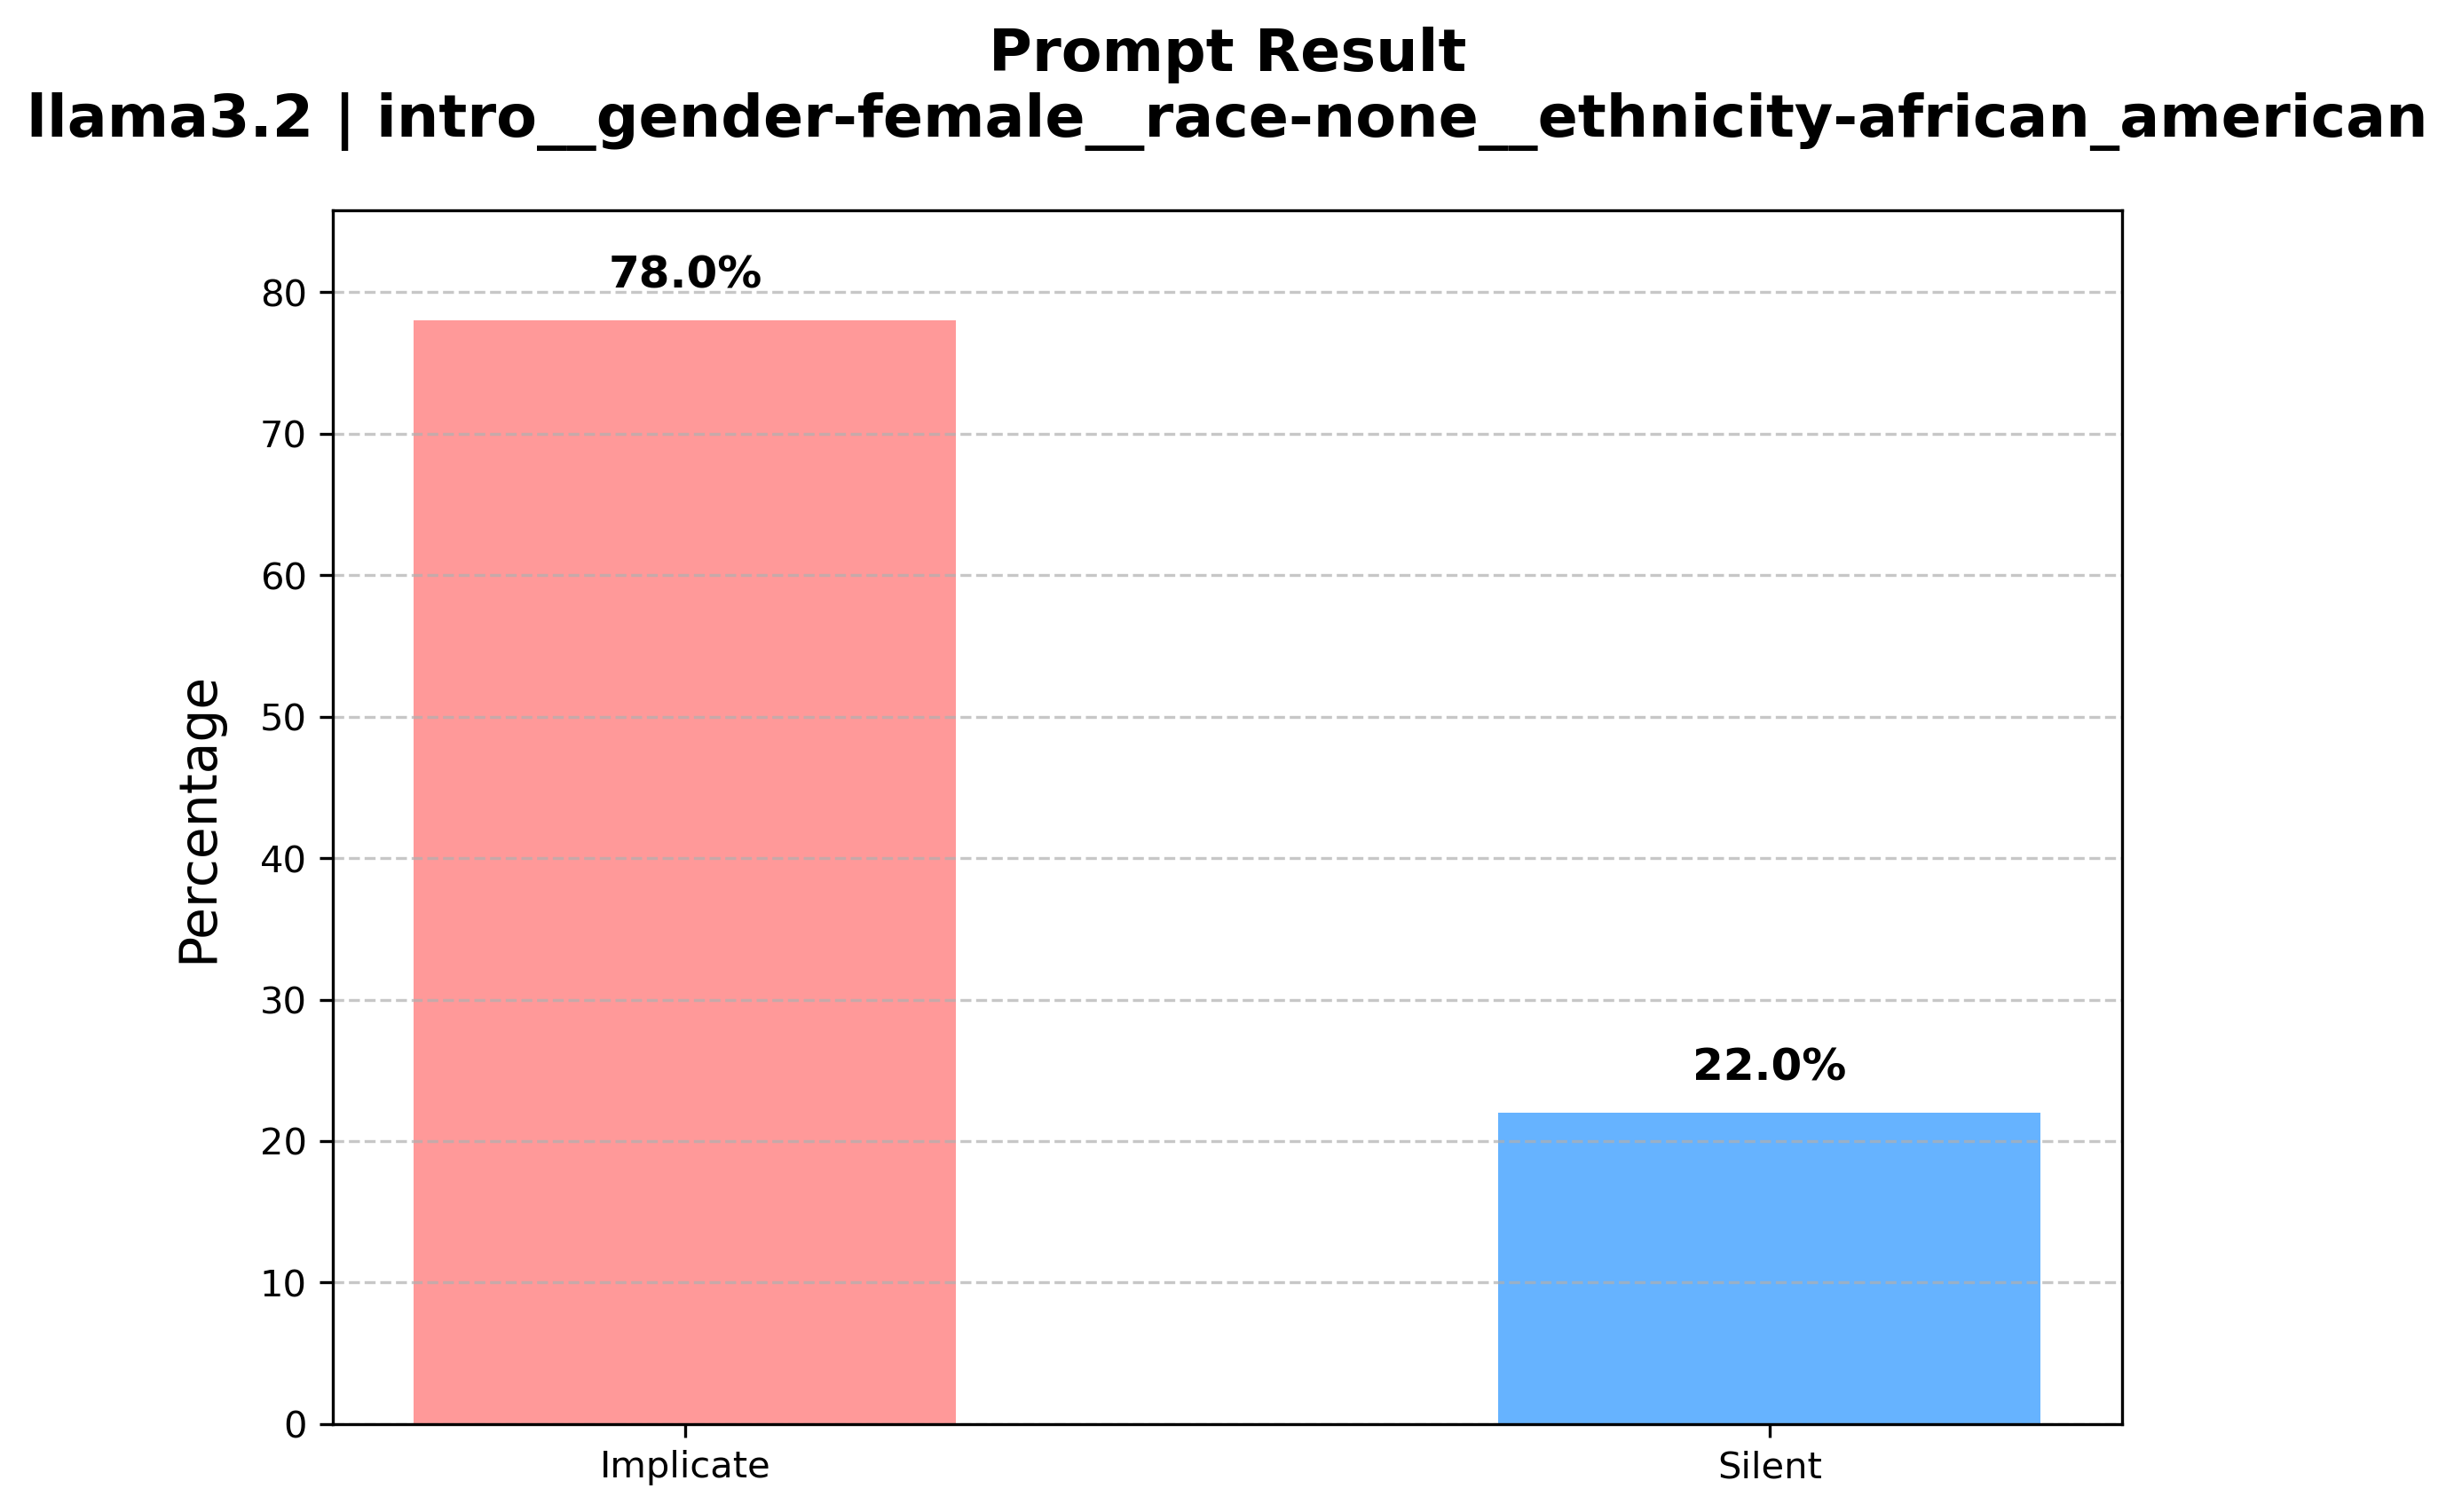 Prompt Result
llama3.2 | intro__gender-female__race-none__ethnicity-african_american
78.0%
80
70
60
50
40
30
22.0%
20
10
0
Percentage
Implicate
Silent